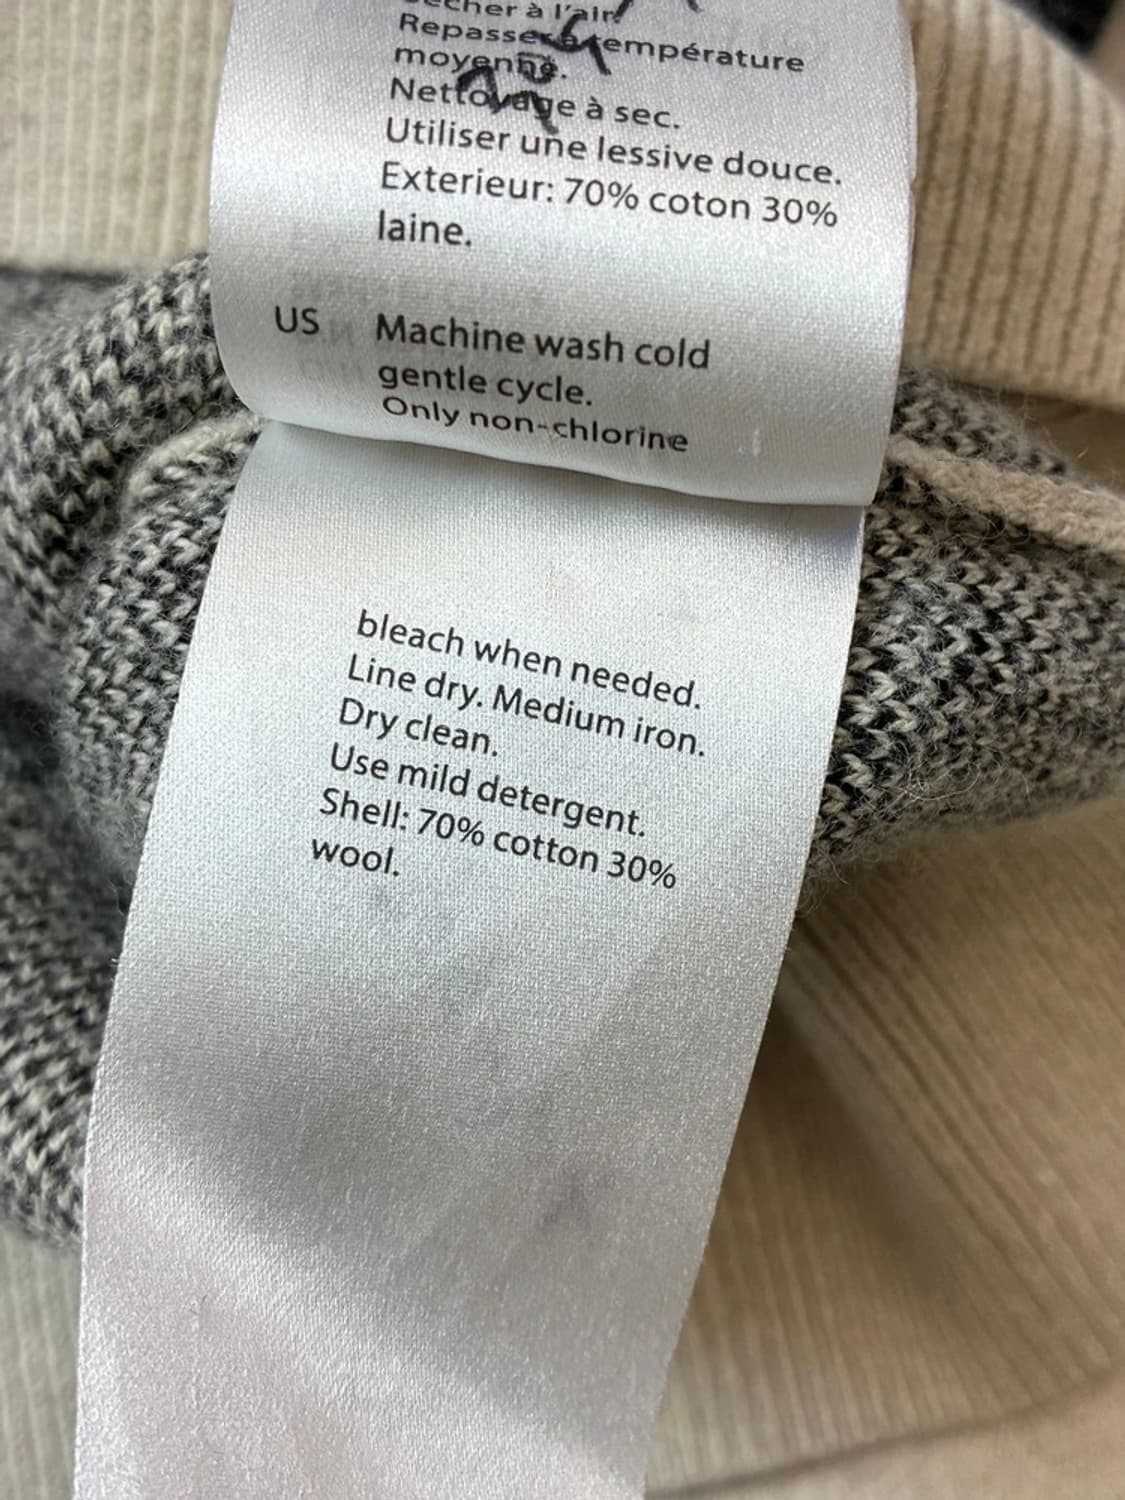 à l'air.
Repasser à température
moyenne.
Nettoyage à sec.
Utiliser une lessive douce.
Exterieur: 70% coton 30%
laine.
US Machine wash cold
gentle cycle.
Only non-chlorine
bleach when needed.
Line dry. Medium iron.
Dry clean.
Use mild detergent.
Shell: 70% cotton 30%
wool.